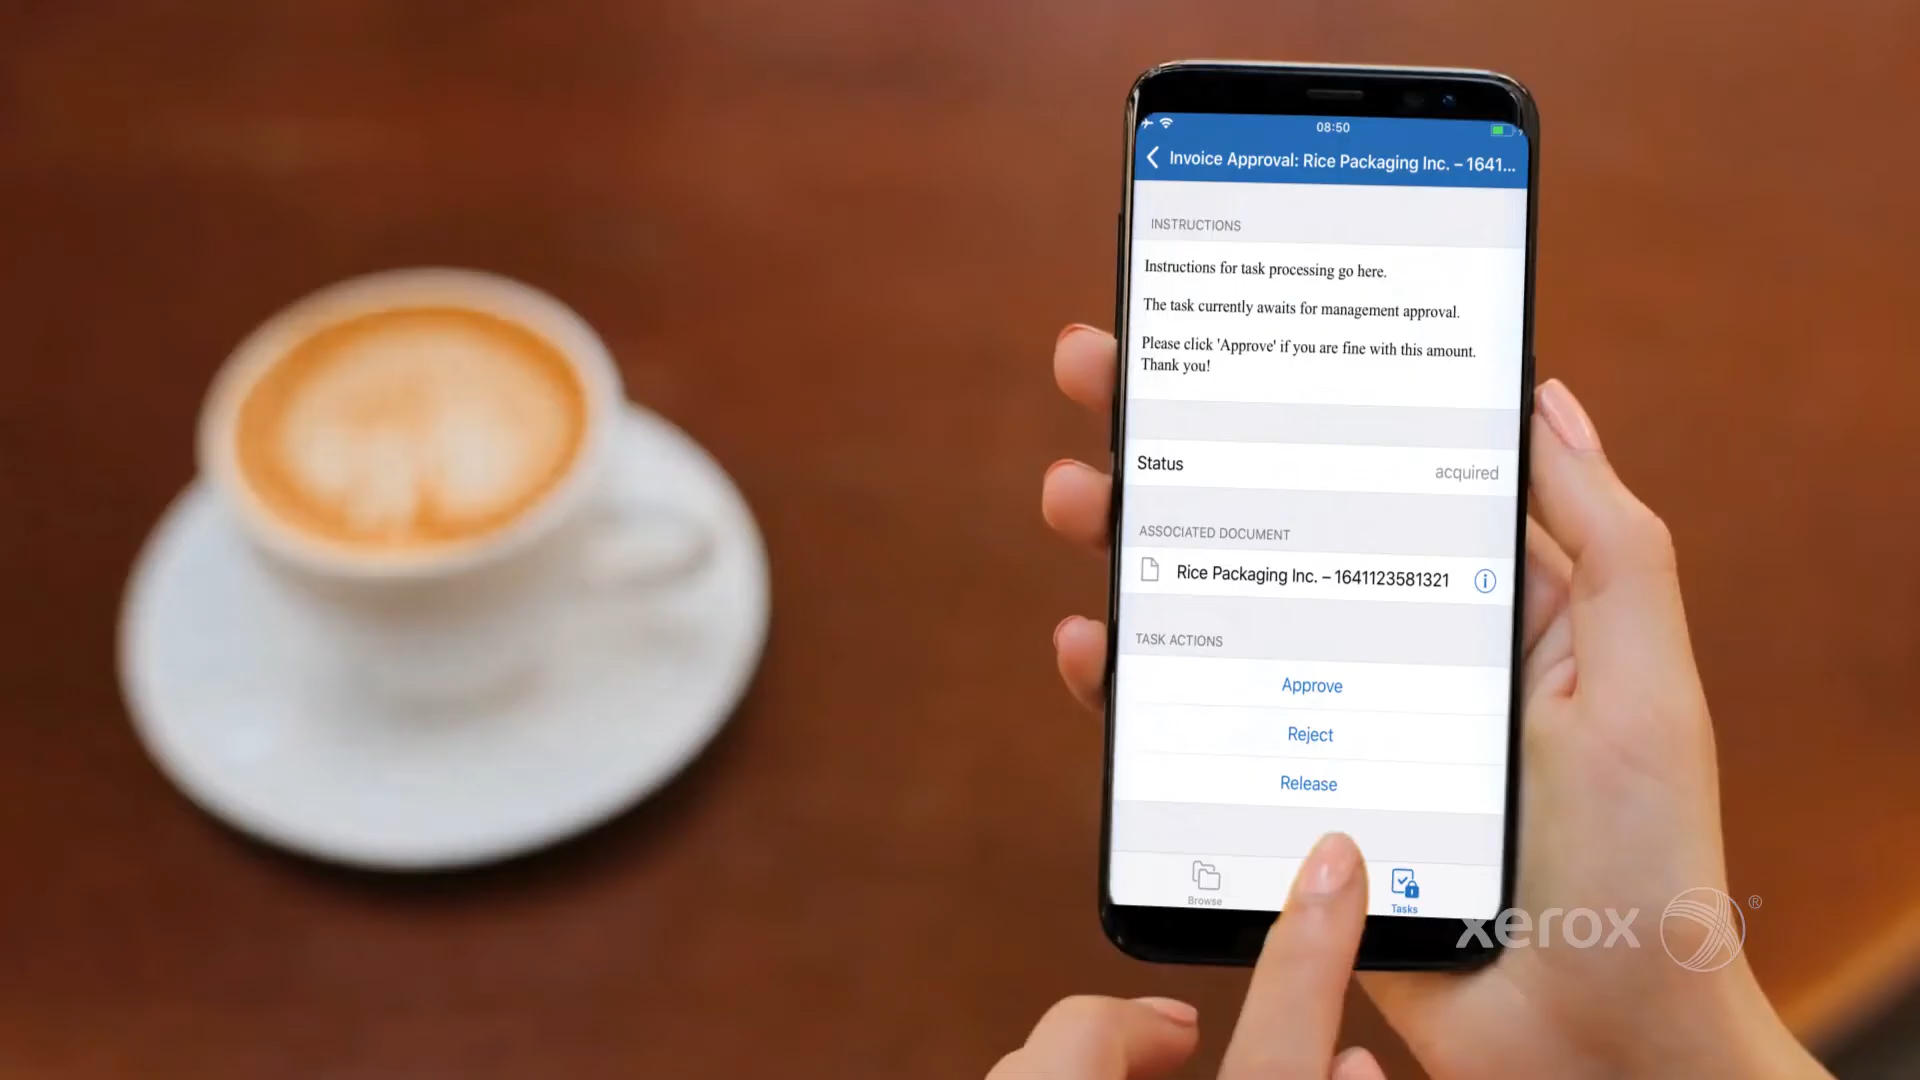 08:50
Invoice Approval: Rice Packaging Inc. – 1641...
INSTRUCTIONS
Instructions for task processing go here.
The task currently awaits for management approval.
Please click 'Approve' if you are fine with this amount.
Thank you!
Status acquired
ASSOCIATED DOCUMENT
Rice Packaging Inc. – 1641123581321
TASK ACTIONS
Approve
Reject
Release
Browse
Tasks
xerox ®